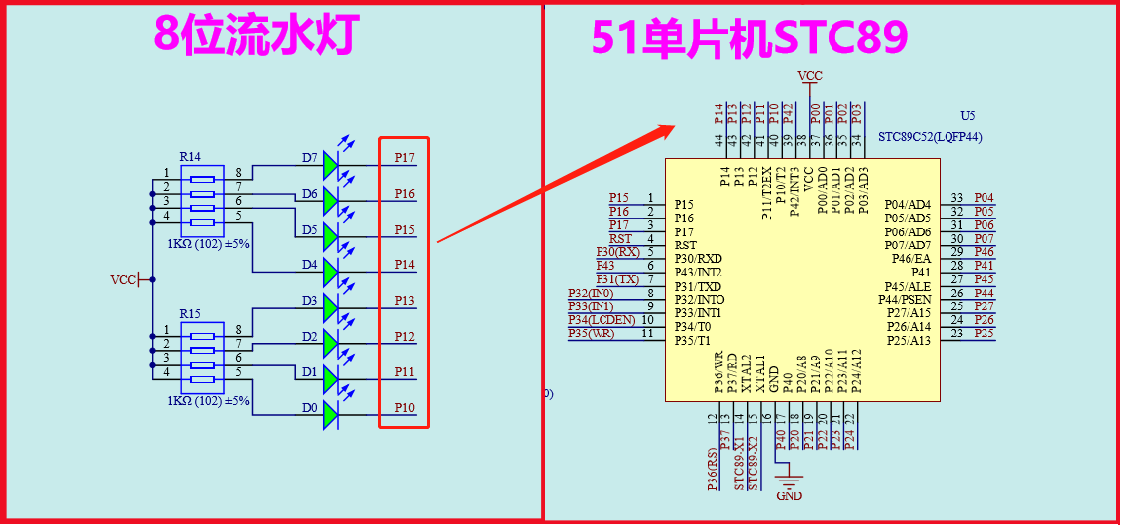 8位流水灯
51单片机STC89
R14
1 8
2 7
3 6
4 5
1KΩ (102) ±5%
D7 P17
D6 P16
D5 P15
D4 P14
VCC
D3 P13
D2 P12
D1 P11
D0 P10
R15
1 8
2 7
3 6
4 5
1KΩ (102) ±5%
VCC
U5
STC89C52(LQFP44)
P14 P13 P12 P11 P10 P42 P00 P01 P02 P03
44 43 42 41 40 39 38 37 36 35 34
P14 P13 P12 P11/T2EX P10/T2 P42/INT3 VCC P00/AD0 P01/AD1 P02/AD2 P03/AD3
P15 1 P15
P16 2 P16
P17 3 P17
RST 4 RST
P30(RX) 5 P30/RXD
P43 6 P43/INT2
P31(TX) 7 P31/TXD
P32(IN0) 8 P32/INTO
P33(IN1) 9 P33/INT1
P34(LCDEN) 10 P34/T0
P35(WR) 11 P35/T1
P04/AD4 33 P04
P05/AD5 32 P05
P06/AD6 31 P06
P07/AD7 30 P07
P46/EA 29 P46
P41 28 P41
P45/ALE 27 P45
P44/PSEN 26 P44
P27/A15 25 P27
P26/A14 24 P26
P25/A13 23 P25
P36/WR P37/RD XTAL2 XTAL1 GND P40 P20/A8 P21/A9 P22/A10 P23/A11 P24/A12
12 13 14 15 16 17 18 19 20 21 22
P36(RS) P37 STC89-X1 STC89-X2 P40 P20 P21 P22 P23 P24
GND
0)